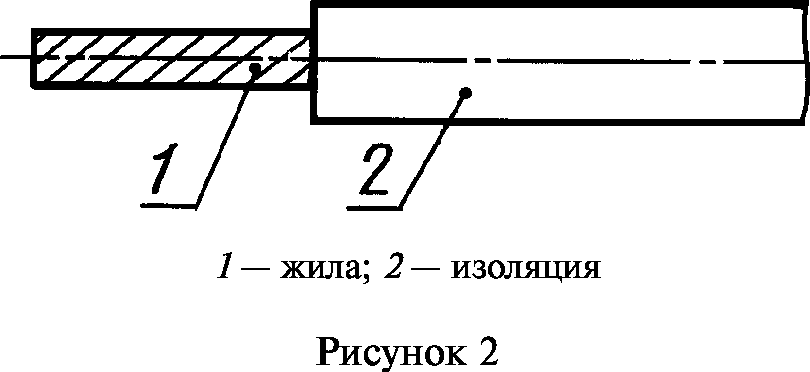 1 2
1 — жила; 2 — изоляция
Рисунок 2